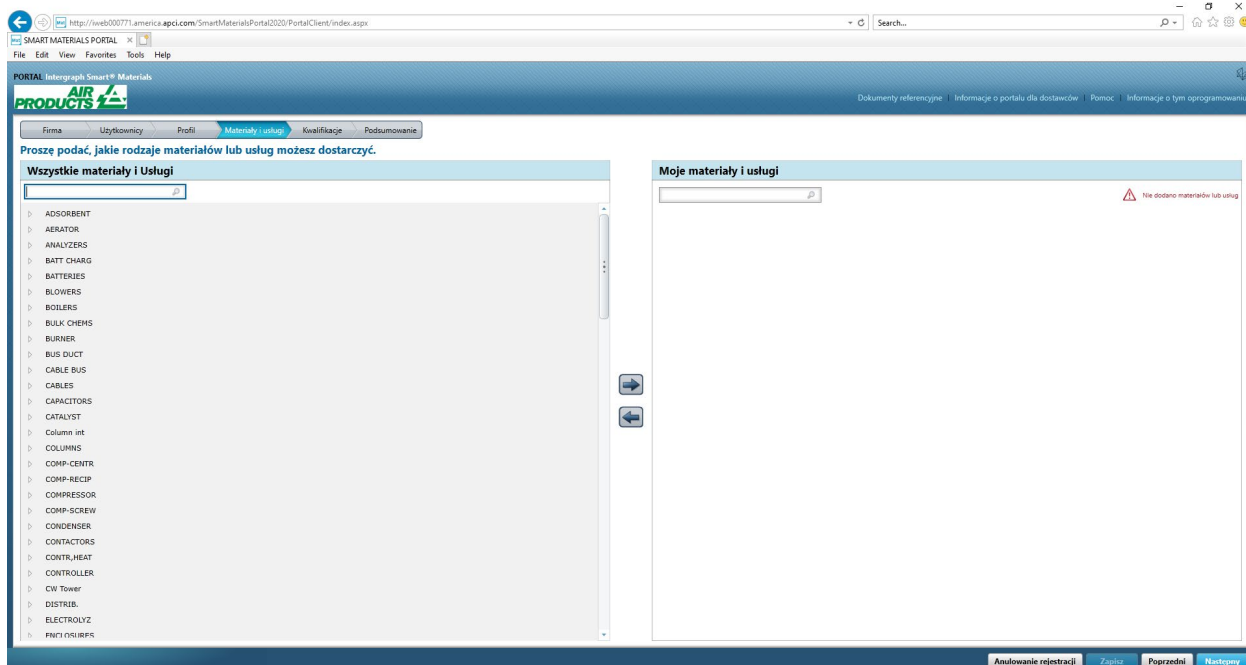 http://iweb000771.america.apci.com/SmartMaterialsPortal2020/PortalClient/index.aspx
Search...
SMART MATERIALS PORTAL
File Edit View Favorites Tools Help
PORTAL Intergraph Smart® Materials
AIR PRODUCTS
Dokumenty referencyjne | Informacje o portalu dla dostawców | Pomoc | Informacje o tym oprogramowaniu
Firma Użytkownicy Profil Materiały i usługi Kwalifikacje Podsumowanie
Proszę podać, jakie rodzaje materiałów lub usług możesz dostarczyć.
Wszystkie materiały i Usługi
ADSORBENT
AERATOR
ANALYZERS
BATT CHARG
BATTERIES
BLOWERS
BOILERS
BULK CHEMS
BURNER
BUS DUCT
CABLE BUS
CABLES
CAPACITORS
CATALYST
Column int
COLUMNS
COMP-CENTR
COMP-RECIP
COMPRESSOR
COMP-SCREW
CONDENSER
CONTACTORS
CONTR,HEAT
CONTROLLER
CW Tower
DISTRIB.
ELECTROLYZ
ENCLOSURES
Moje materiały i usługi
Nie dodano materiałów lub usług
Anulowanie rejestracji Zapisz Poprzedni Następny